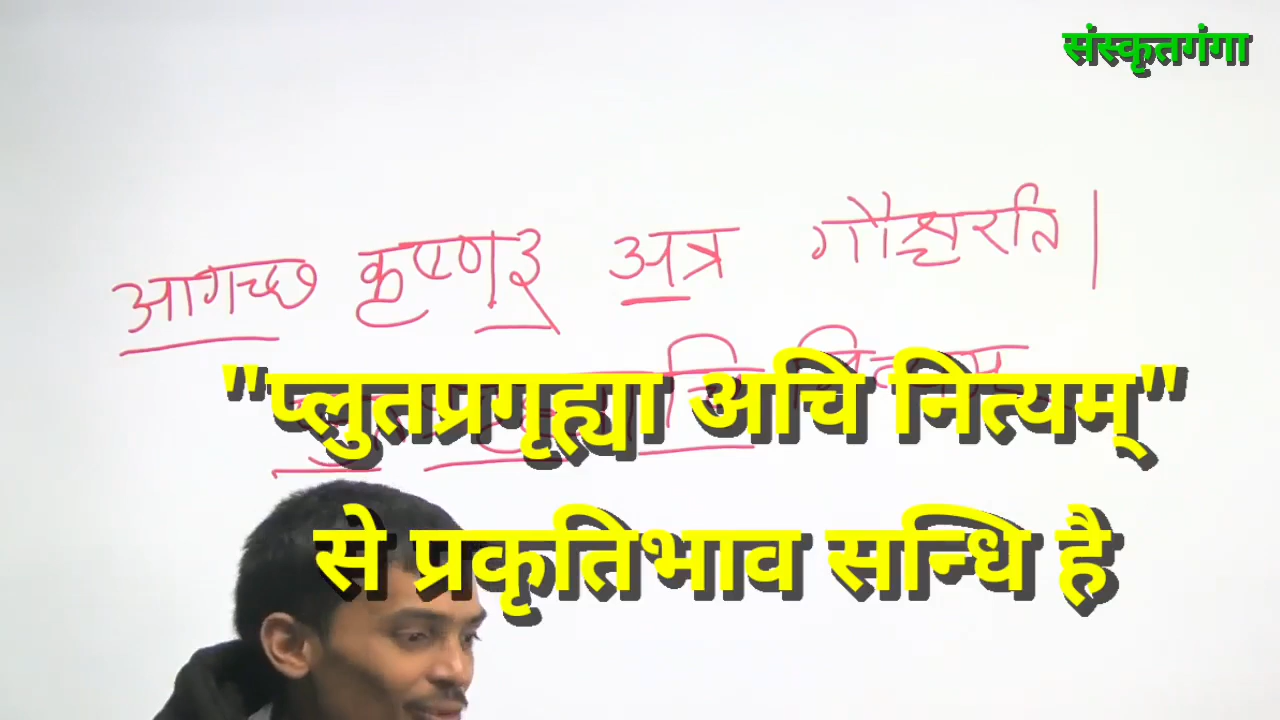 संस्कृतगंगा
आगच्छ कृष्ण३ अत्र गौश्चरति।
"प्लुतप्रगृह्या अचि नित्यम्"
से प्रकृतिभाव सन्धि है